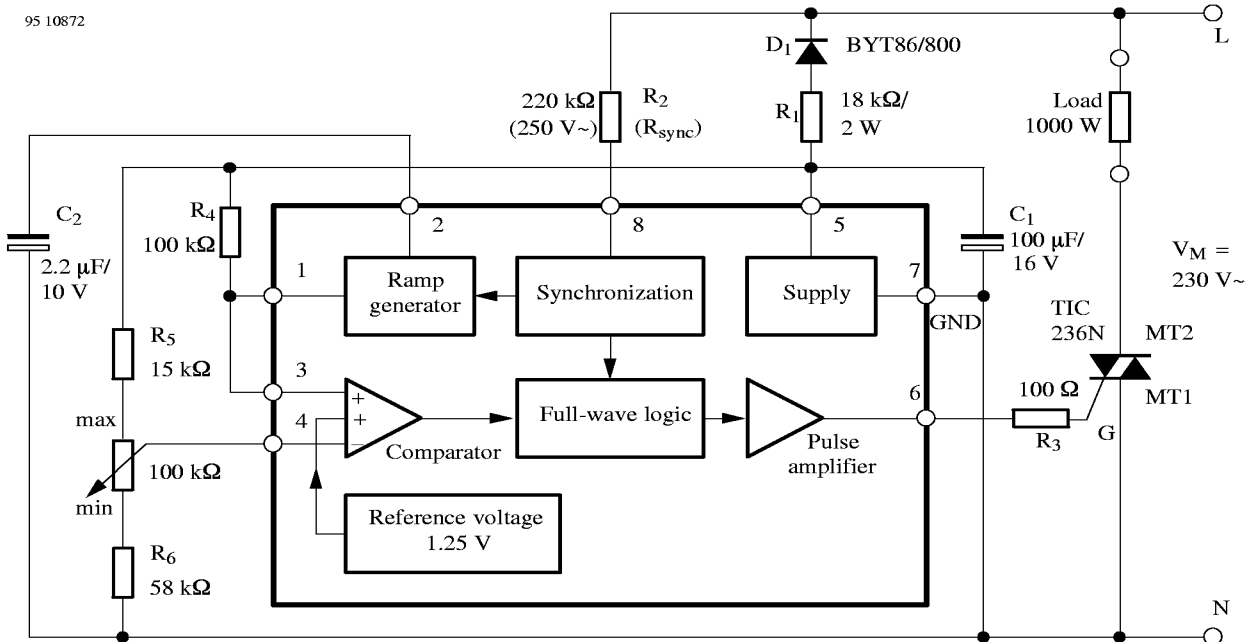 95 10872
L
D1
BYT86/800
220 kΩ
(250 V~)
R2
(Rsync)
R1
18 kΩ/
2 W
Load
1000 W
C2
2.2 μF/
10 V
R4
100 kΩ
2
8
5
C1
100 μF/
16 V
VM =
230 V~
1
Ramp
generator
Synchronization
Supply
7
GND
TIC
236N
MT2
R5
15 kΩ
3
+
+
−
4
Comparator
Full-wave logic
Pulse
amplifier
6
100 Ω
R3
G
MT1
max
100 kΩ
min
Reference voltage
1.25 V
R6
58 kΩ
N